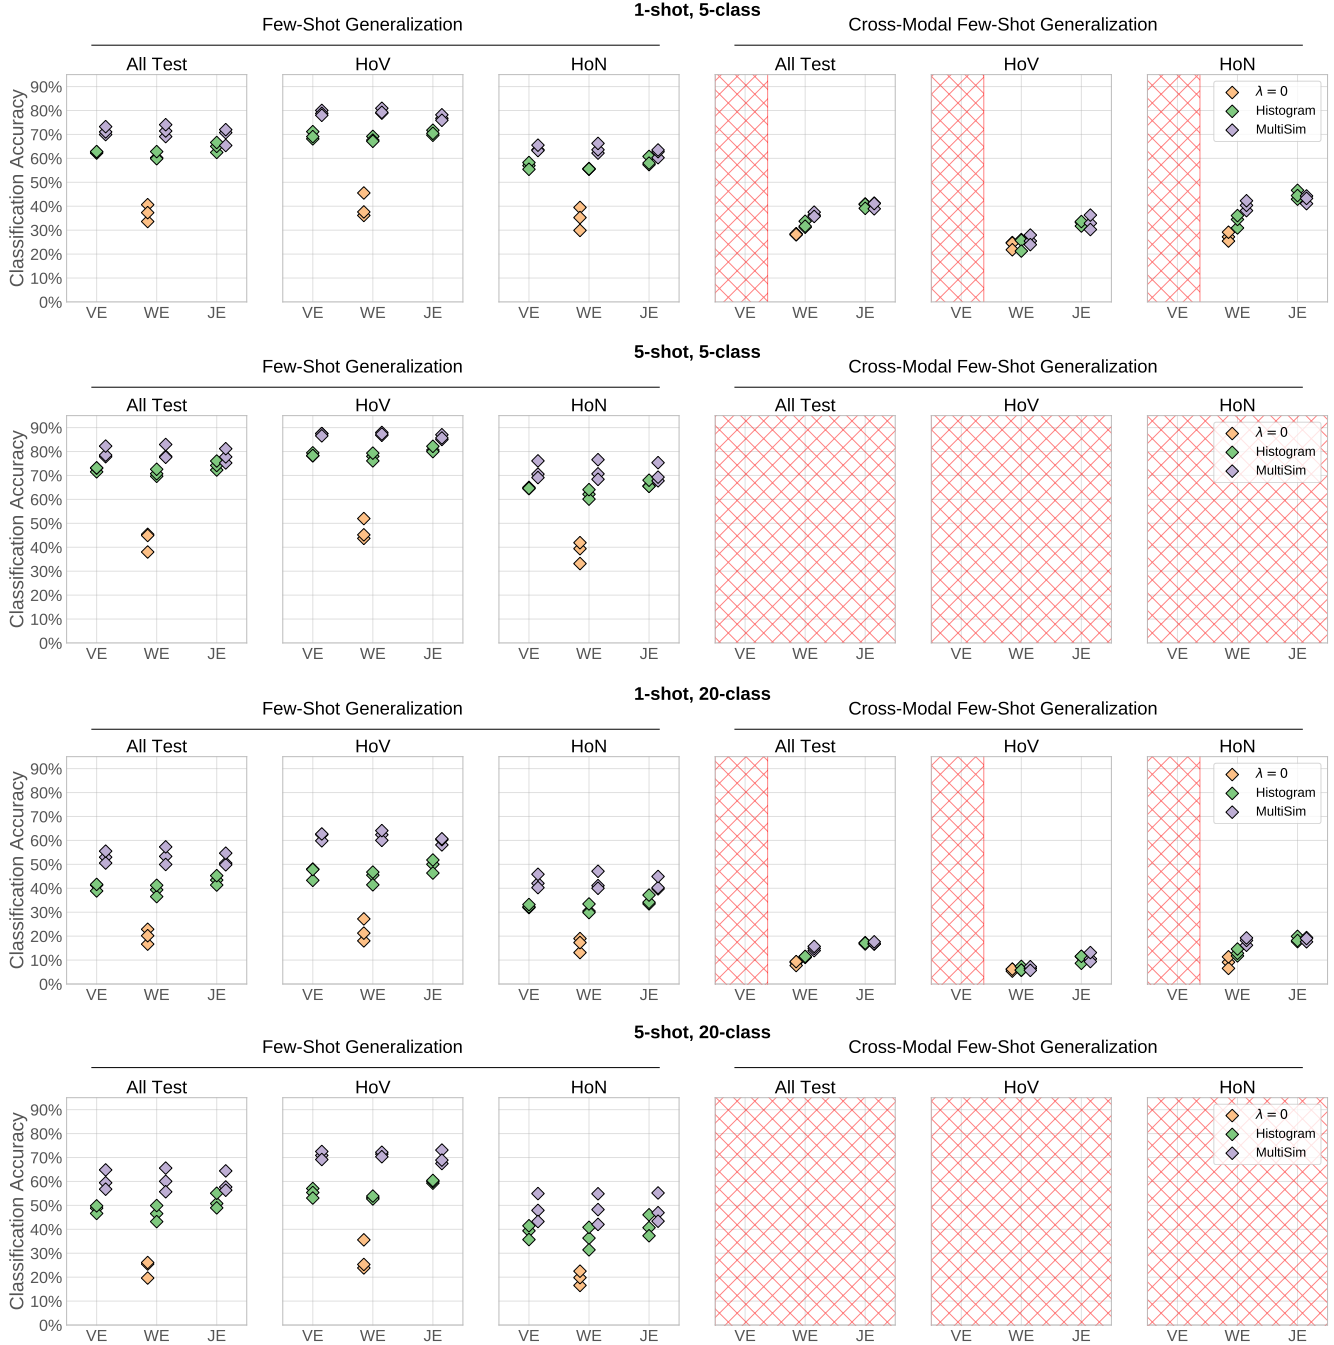 1-shot, 5-class
Few-Shot Generalization
Cross-Modal Few-Shot Generalization
All Test
HoV
HoN
All Test
HoV
HoN
Classification Accuracy
90%
80%
70%
60%
50%
40%
30%
20%
10%
0%
λ = 0
Histogram
MultiSim
VE WE JE
VE WE JE
VE WE JE
VE WE JE
VE WE JE
VE WE JE
5-shot, 5-class
Few-Shot Generalization
Cross-Modal Few-Shot Generalization
All Test
HoV
HoN
All Test
HoV
HoN
Classification Accuracy
90%
80%
70%
60%
50%
40%
30%
20%
10%
0%
λ = 0
Histogram
MultiSim
VE WE JE
VE WE JE
VE WE JE
VE WE JE
VE WE JE
VE WE JE
1-shot, 20-class
Few-Shot Generalization
Cross-Modal Few-Shot Generalization
All Test
HoV
HoN
All Test
HoV
HoN
Classification Accuracy
90%
80%
70%
60%
50%
40%
30%
20%
10%
0%
λ = 0
Histogram
MultiSim
VE WE JE
VE WE JE
VE WE JE
VE WE JE
VE WE JE
VE WE JE
5-shot, 20-class
Few-Shot Generalization
Cross-Modal Few-Shot Generalization
All Test
HoV
HoN
All Test
HoV
HoN
Classification Accuracy
90%
80%
70%
60%
50%
40%
30%
20%
10%
0%
λ = 0
Histogram
MultiSim
VE WE JE
VE WE JE
VE WE JE
VE WE JE
VE WE JE
VE WE JE